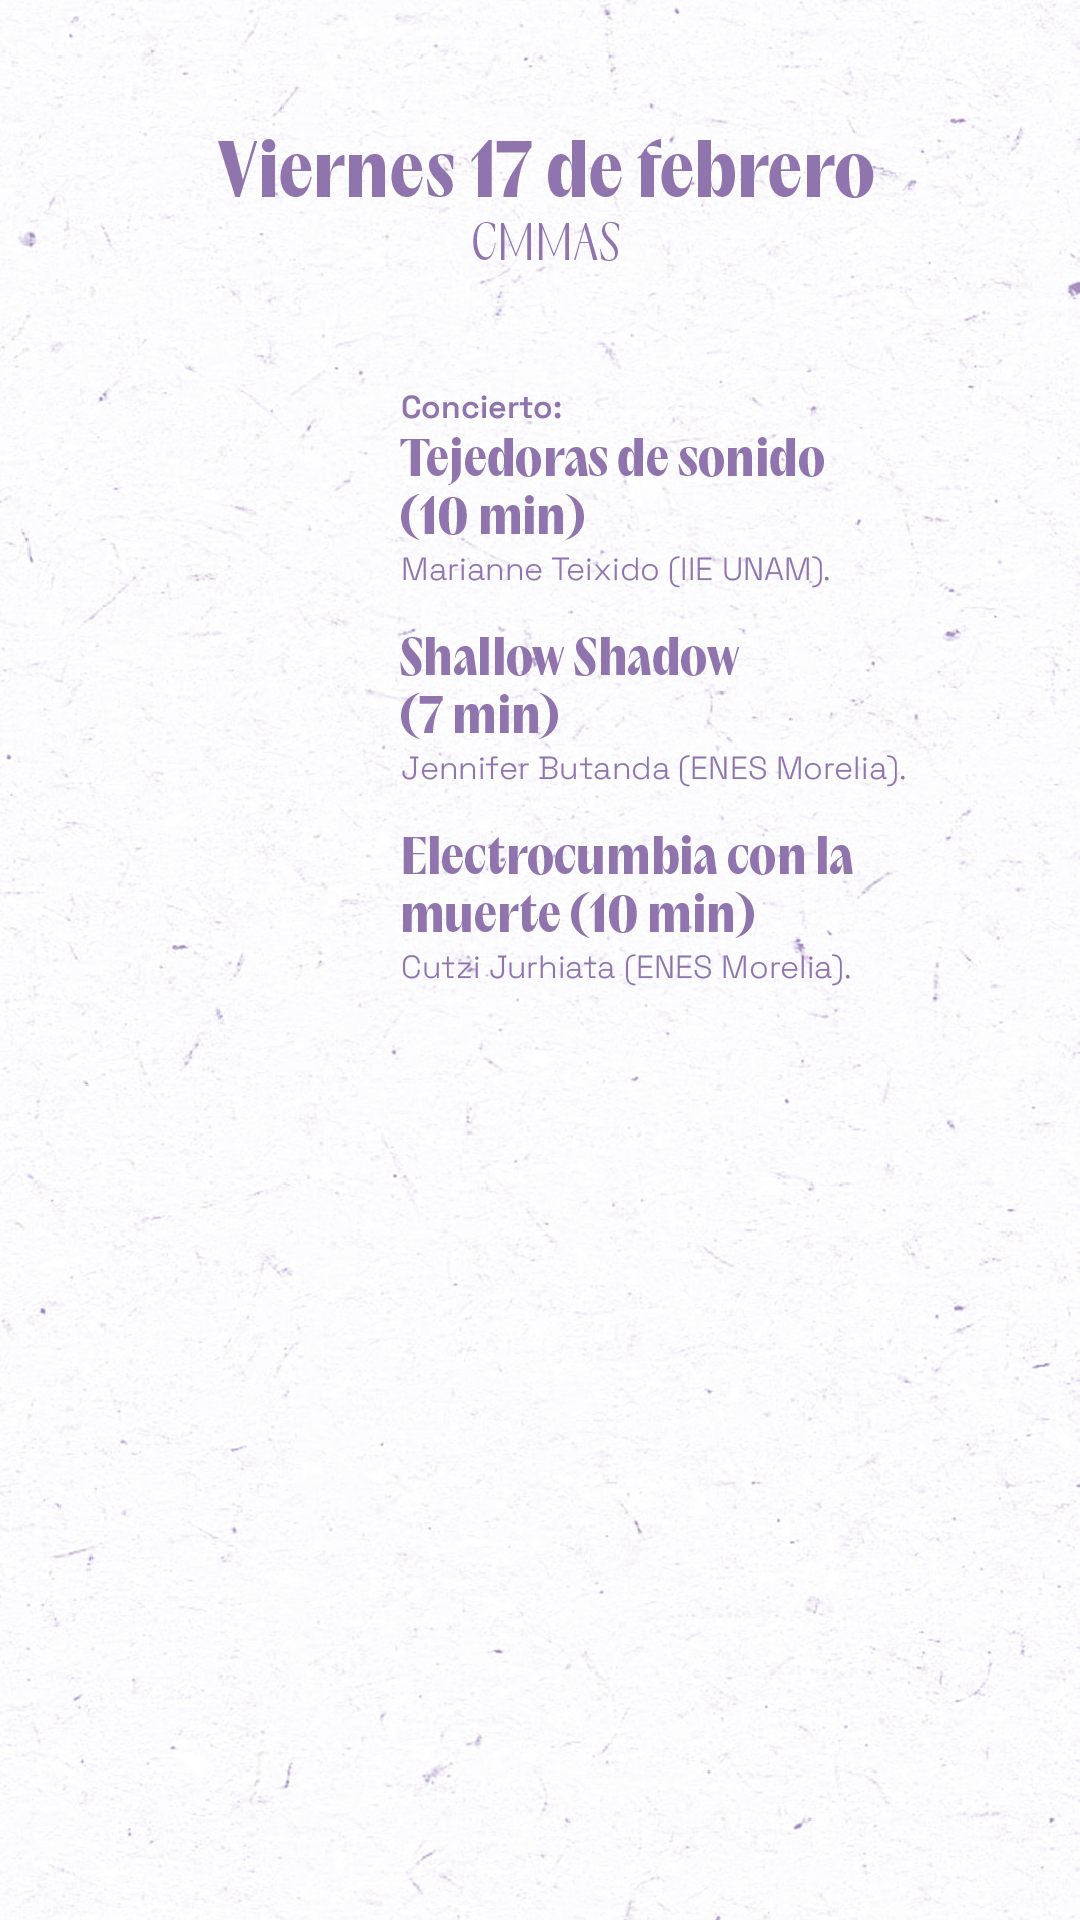 Viernes 17 de febrero
CMMAS
Concierto:
Tejedoras de sonido
(10 min)
Marianne Teixido (IIE UNAM).
Shallow Shadow
(7 min)
Jennifer Butanda (ENES Morelia).
Electrocumbia con la
muerte (10 min)
Cutzi Jurhiata (ENES Morelia).